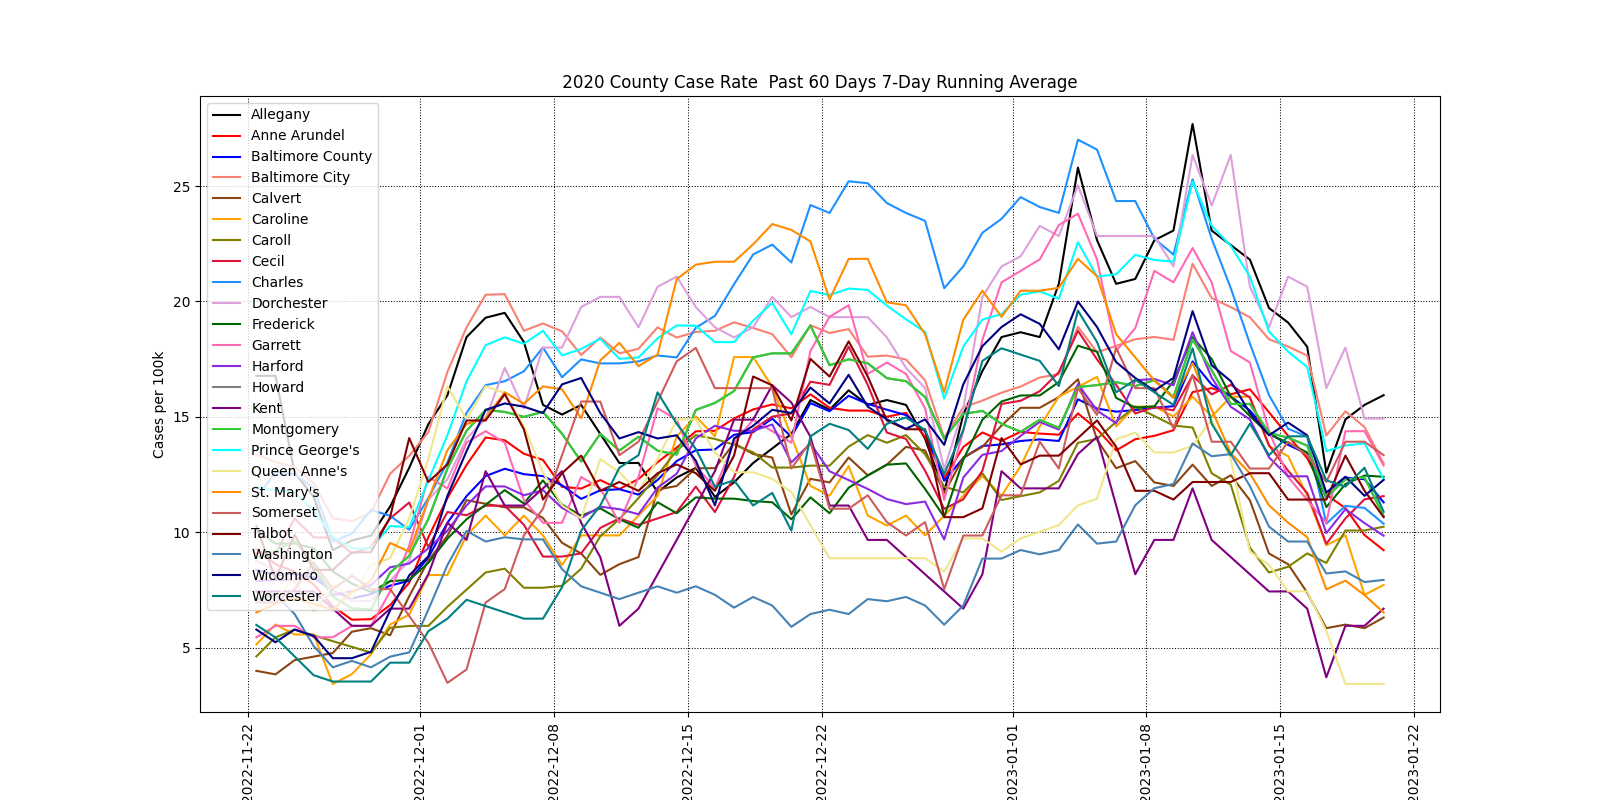 2020 County Case Rate  Past 60 Days 7-Day Running Average
Cases per 100k
25
20
15
10
5
Allegany
Anne Arundel
Baltimore County
Baltimore City
Calvert
Caroline
Caroll
Cecil
Charles
Dorchester
Frederick
Garrett
Harford
Howard
Kent
Montgomery
Prince George's
Queen Anne's
St. Mary's
Somerset
Talbot
Washington
Wicomico
Worcester
2022-11-22
2022-12-01
2022-12-08
2022-12-15
2022-12-22
2023-01-01
2023-01-08
2023-01-15
2023-01-22